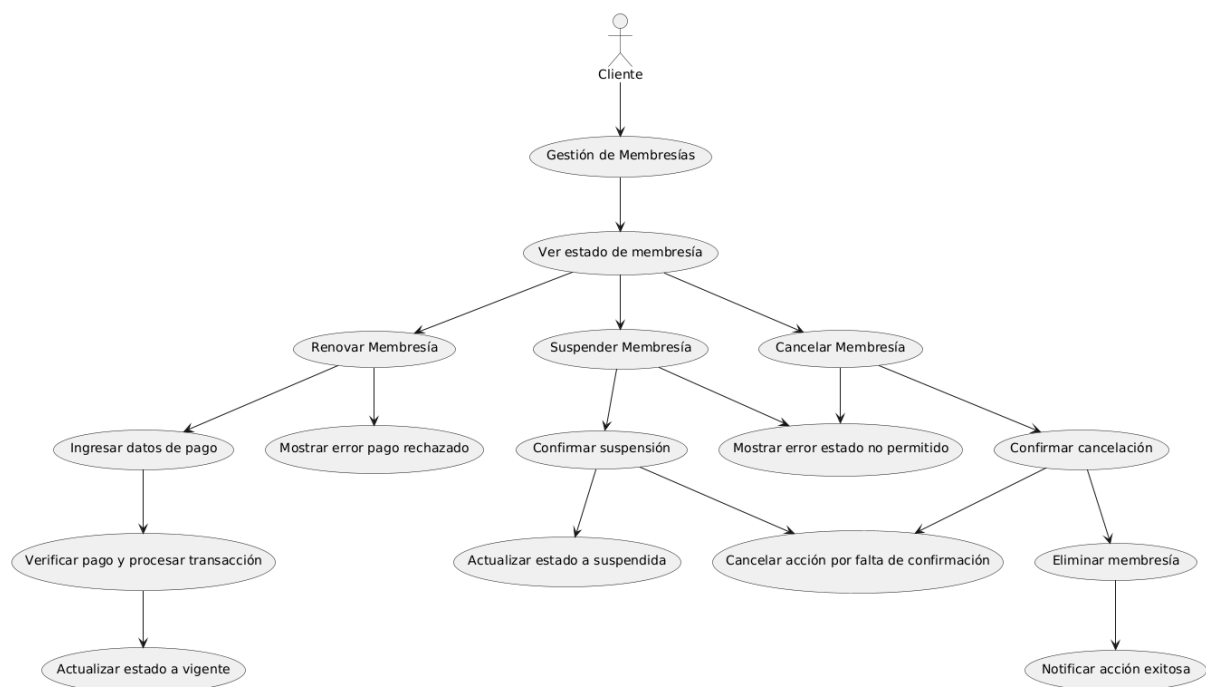 Cliente
Gestión de Membresías
Ver estado de membresía
Renovar Membresía
Suspender Membresía
Cancelar Membresía
Ingresar datos de pago
Mostrar error pago rechazado
Confirmar suspensión
Mostrar error estado no permitido
Confirmar cancelación
Verificar pago y procesar transacción
Actualizar estado a suspendida
Cancelar acción por falta de confirmación
Eliminar membresía
Actualizar estado a vigente
Notificar acción exitosa